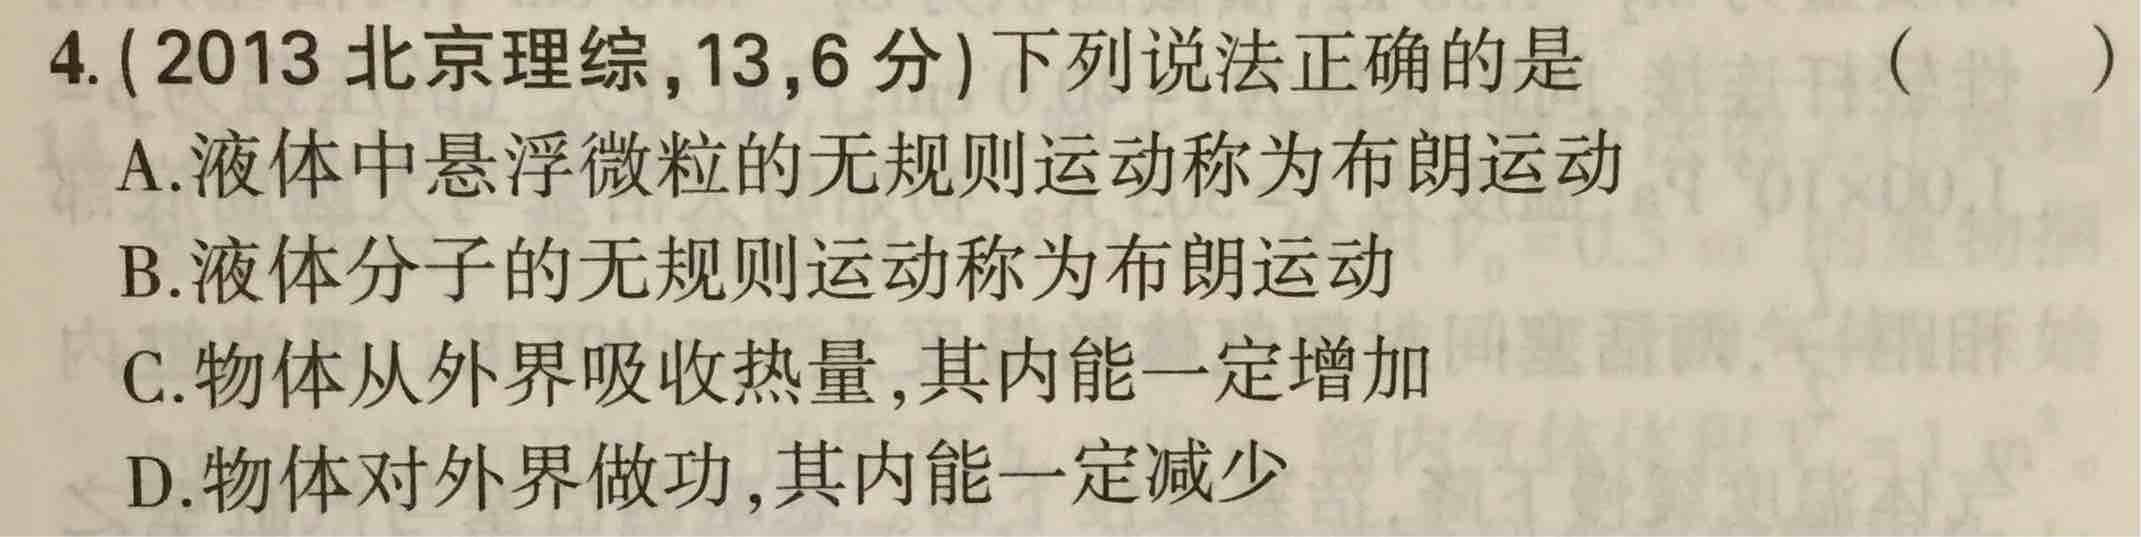 4.(2013 北京理综,13,6 分)下列说法正确的是 ( )
A.液体中悬浮微粒的无规则运动称为布朗运动
B.液体分子的无规则运动称为布朗运动
C.物体从外界吸收热量,其内能一定增加
D.物体对外界做功,其内能一定减少